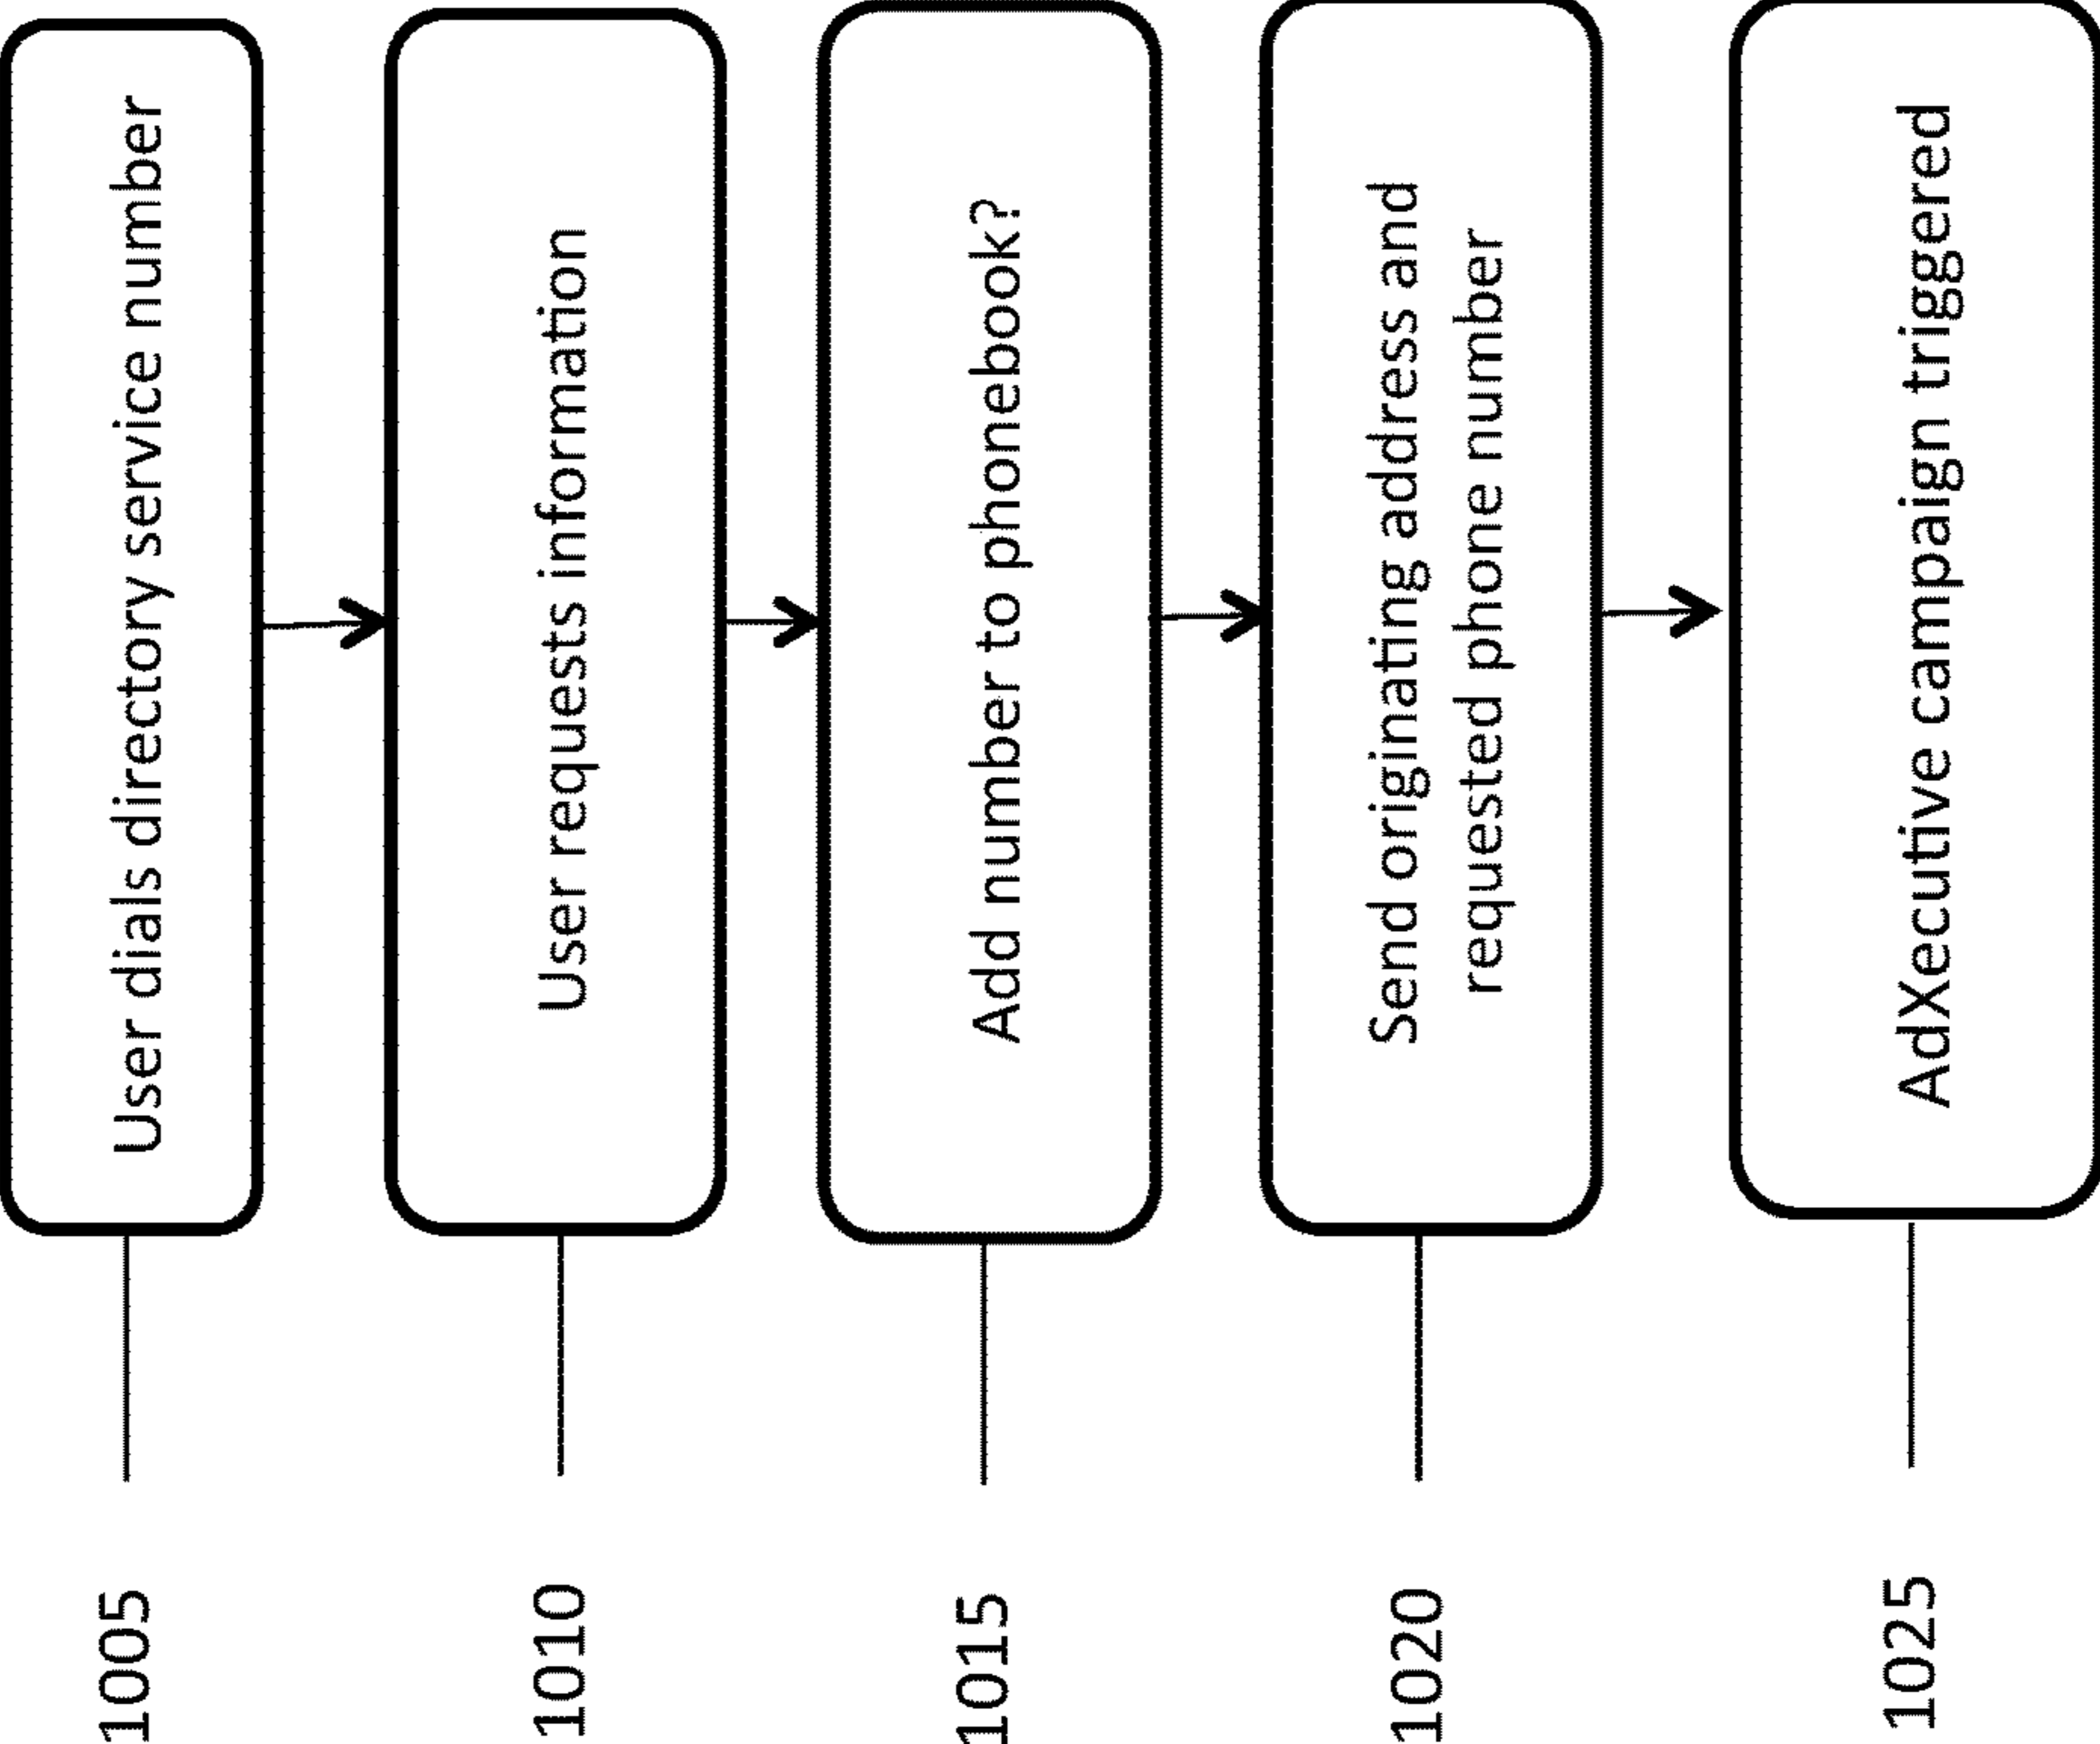 1005
User dials directory service number
1010
User requests information
1015
Add number to phonebook?
1020
Send originating address and
requested phone number
1025
AdXecutive campaign triggered